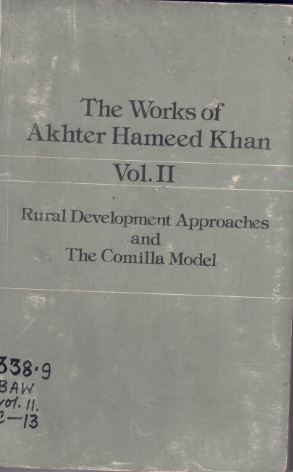 The Works of
Akhter Hameed Khan
Vol. II
Rural Development Approaches
and
The Comilla Model
338.9
BAW
vol. 11.
C-13